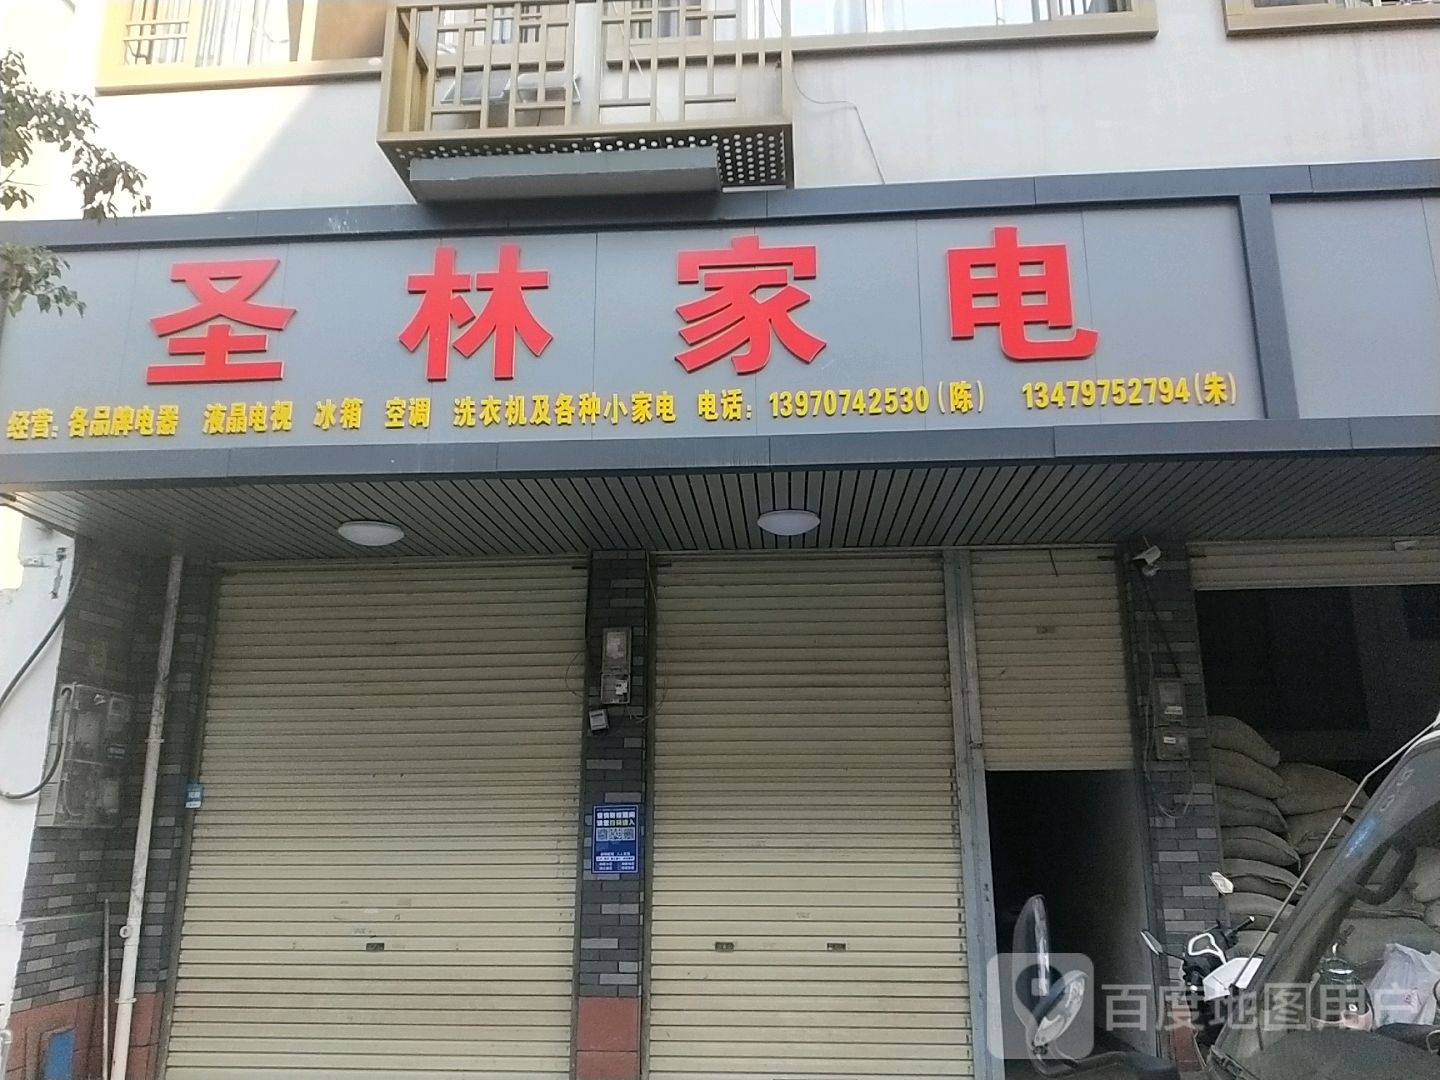 圣林家电
经营：各品牌电器 液晶电视 冰箱 空调 洗衣机及各种小家电 电话：13970742530（陈） 13479752794（朱）
百度地图用户